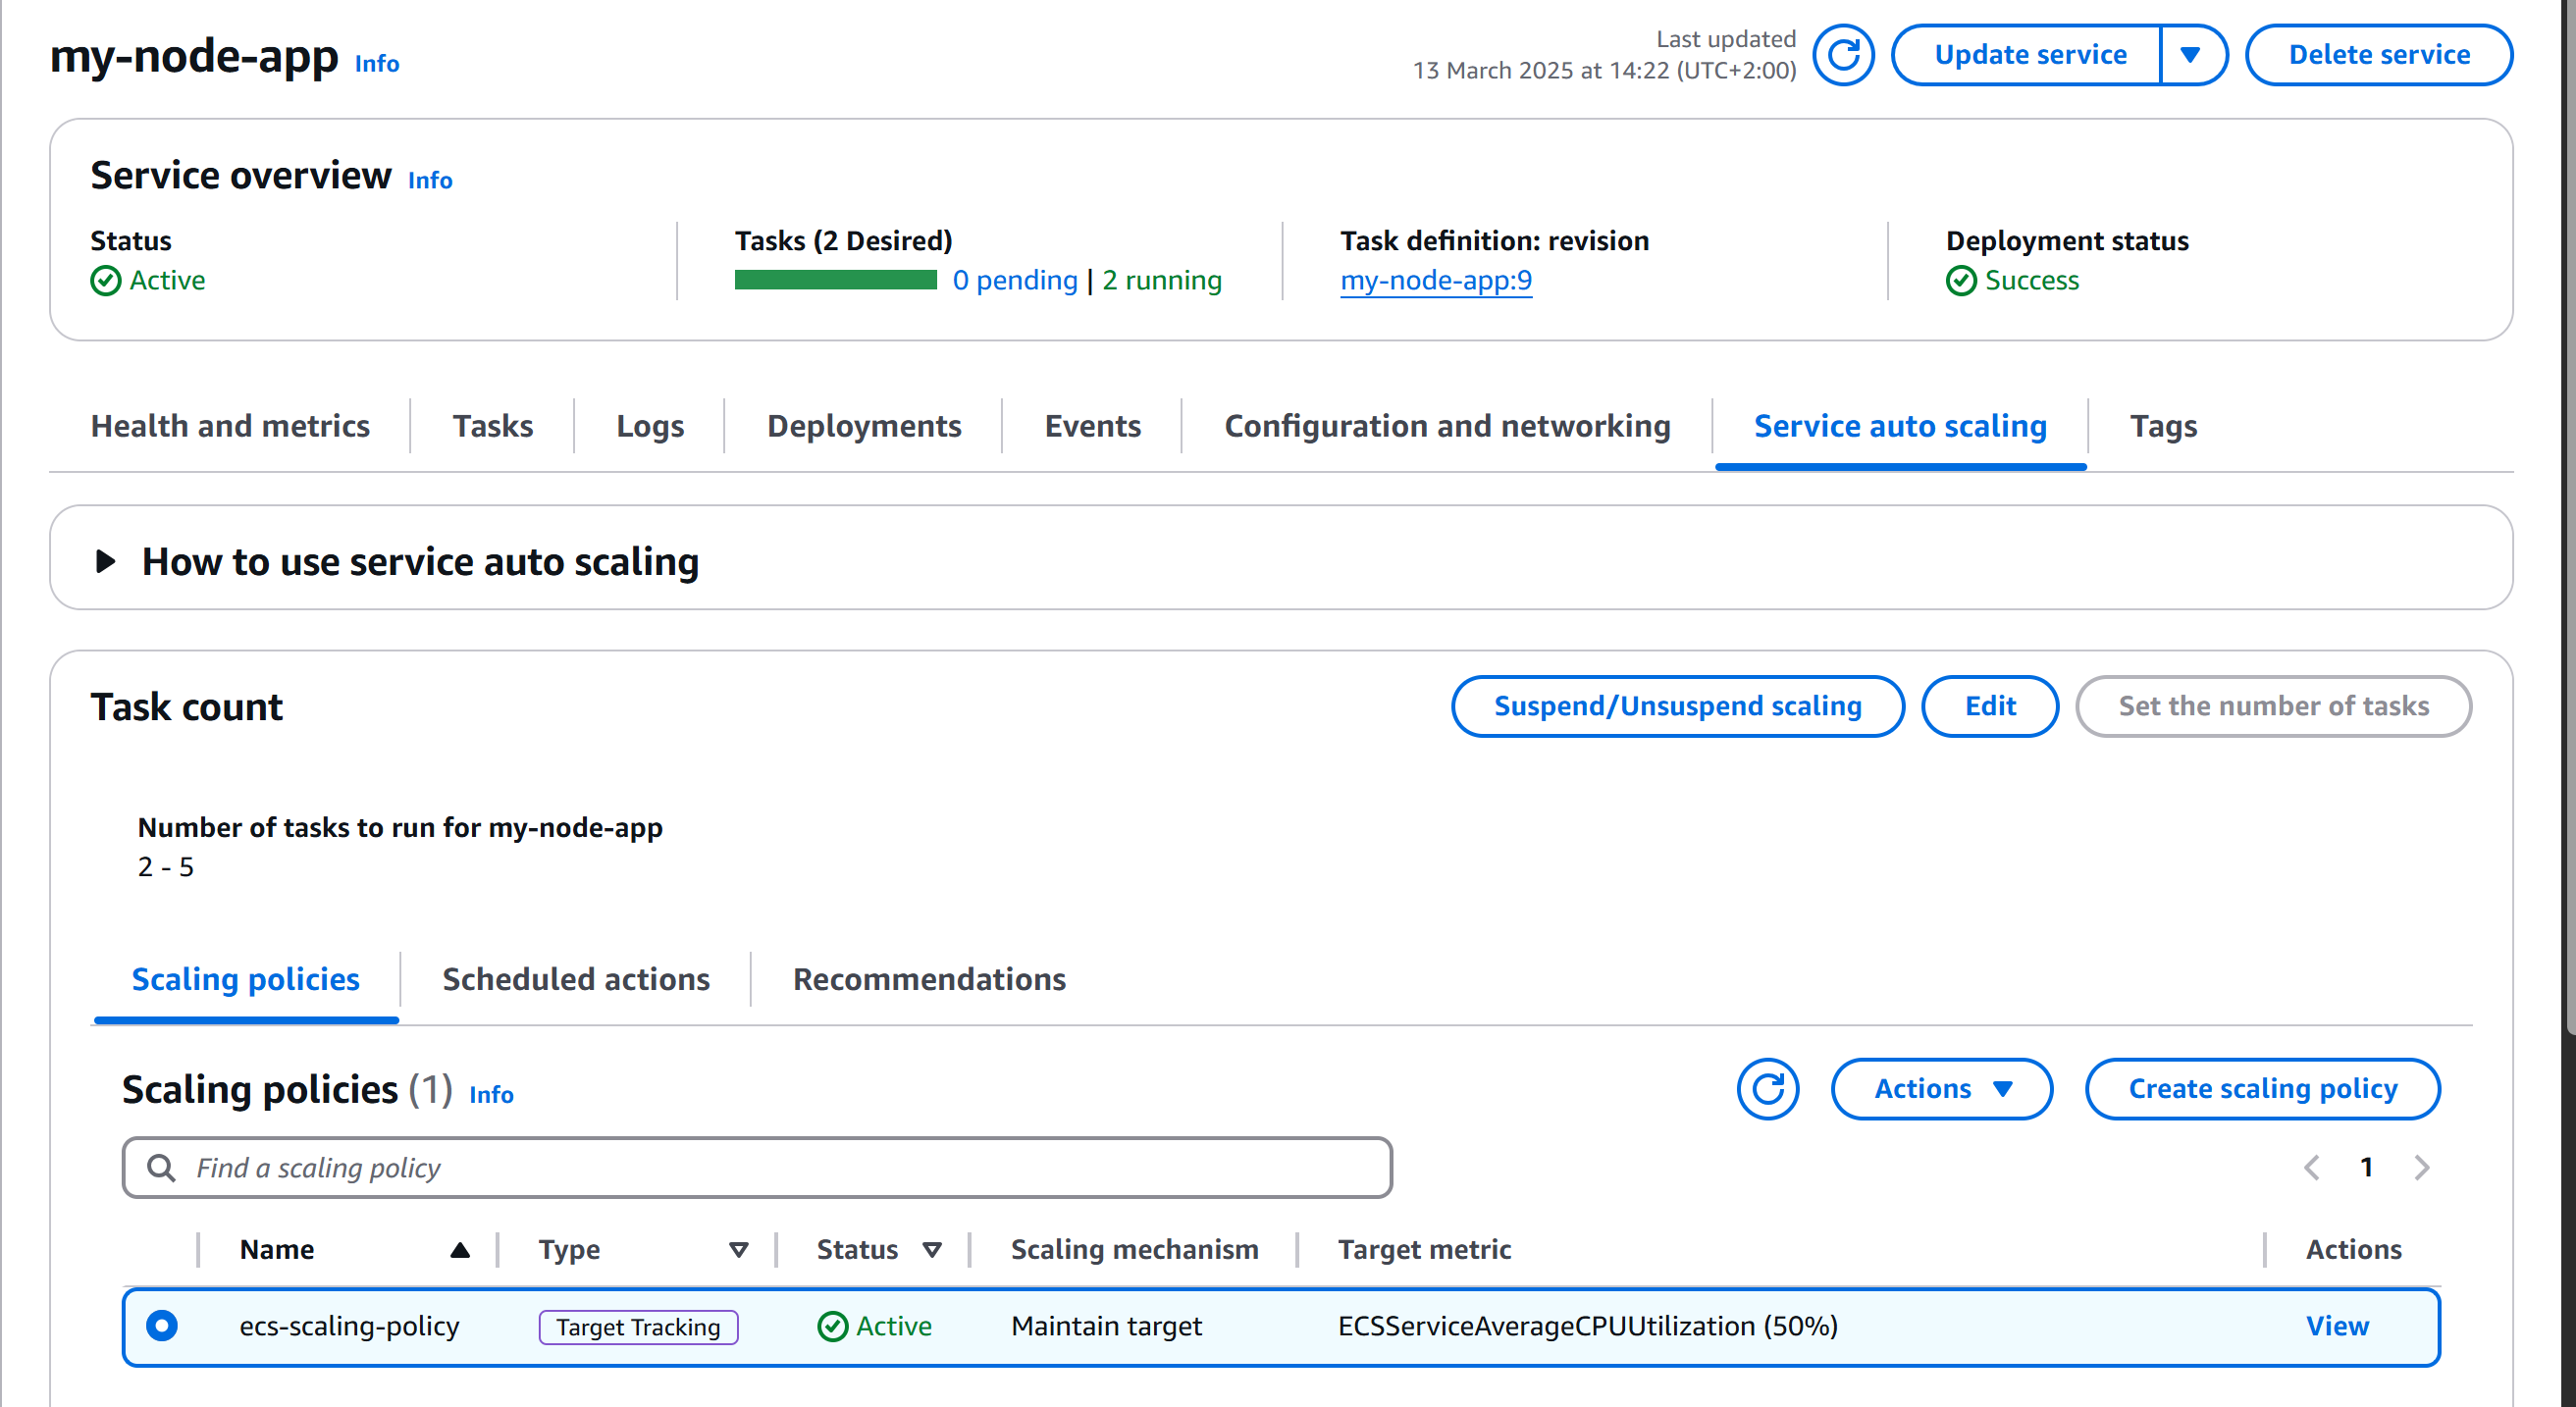 my-node-app Info
Last updated
13 March 2025 at 14:22 (UTC+2:00)
Update service
Delete service
Service overview Info
Status
Active
Tasks (2 Desired)
0 pending | 2 running
Task definition: revision
my-node-app:9
Deployment status
Success
Health and metrics
Tasks
Logs
Deployments
Events
Configuration and networking
Service auto scaling
Tags
How to use service auto scaling
Task count
Suspend/Unsuspend scaling
Edit
Set the number of tasks
Number of tasks to run for my-node-app
2 - 5
Scaling policies
Scheduled actions
Recommendations
Scaling policies (1) Info
Actions
Create scaling policy
Find a scaling policy
1
Name Type Status Scaling mechanism Target metric Actions
ecs-scaling-policy Target Tracking Active Maintain target ECSServiceAverageCPUUtilization (50%) View